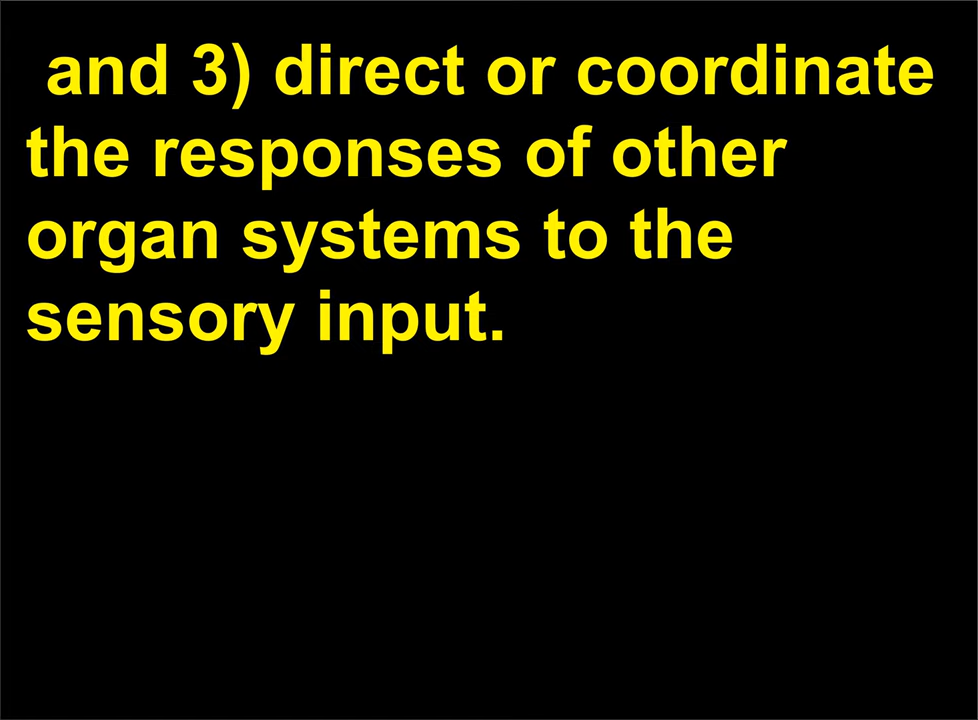 and 3) direct or coordinate
the responses of other
organ systems to the
sensory input.